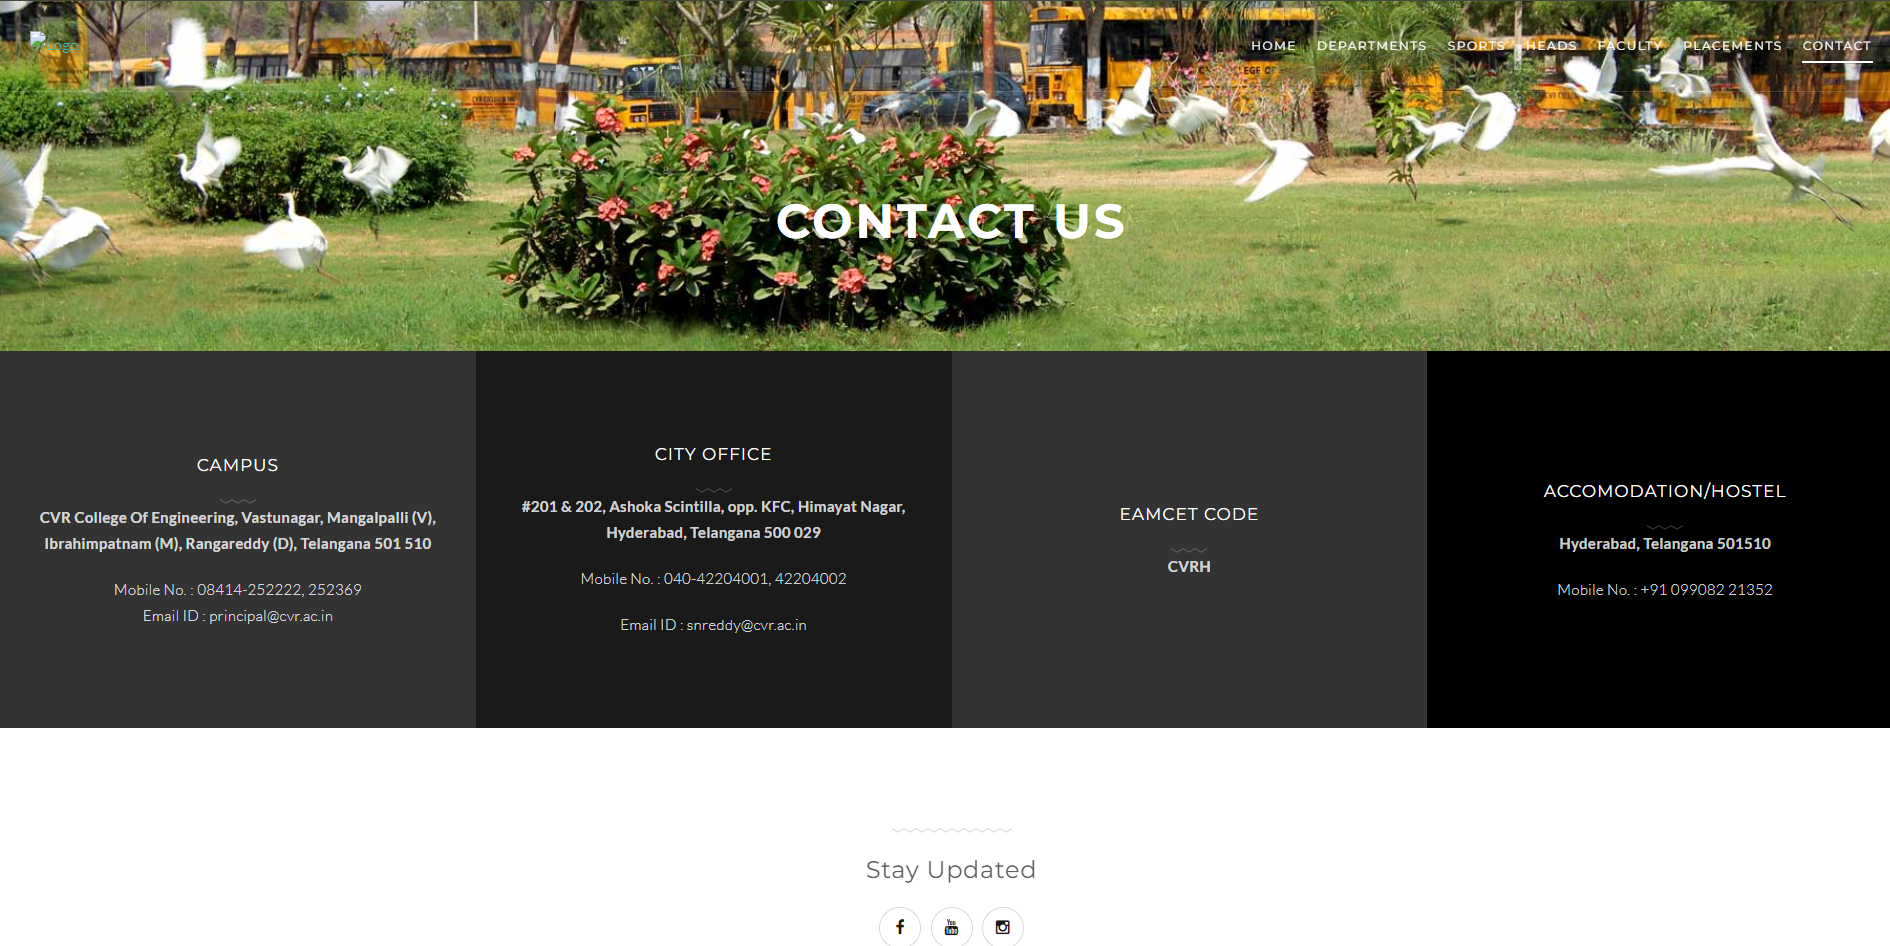 Logo
HOME DEPARTMENTS SPORTS HEADS FACULTY PLACEMENTS CONTACT
CONTACT US
CAMPUS
CVR College Of Engineering, Vastunagar, Mangalpalli (V),
Ibrahimpatnam (M), Rangareddy (D), Telangana 501 510
Mobile No. : 08414-252222, 252369
Email ID : principal@cvr.ac.in
CITY OFFICE
#201 & 202, Ashoka Scintilla, opp. KFC, Himayat Nagar,
Hyderabad, Telangana 500 029
Mobile No. : 040-42204001, 42204002
Email ID : snreddy@cvr.ac.in
EAMCET CODE
CVRH
ACCOMODATION/HOSTEL
Hyderabad, Telangana 501510
Mobile No. : +91 099082 21352
Stay Updated
You
Tube